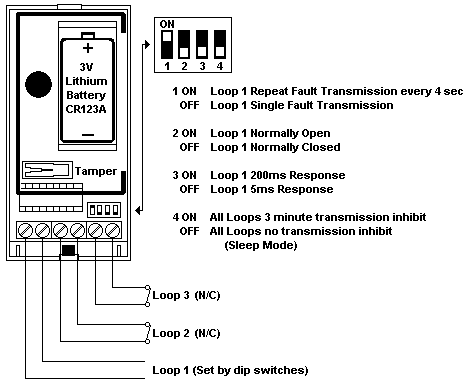 ON
1 2 3 4
+
3V
Lithium
Battery
CR123A
−
Tamper
1 ON Loop 1 Repeat Fault Transmission every 4 sec
OFF Loop 1 Single Fault Transmission
2 ON Loop 1 Normally Open
OFF Loop 1 Normally Closed
3 ON Loop 1 200ms Response
OFF Loop 1 5ms Response
4 ON All Loops 3 minute transmission inhibit
OFF All Loops no transmission inhibit
(Sleep Mode)
Loop 3 (N/C)
Loop 2 (N/C)
Loop 1 (Set by dip switches)